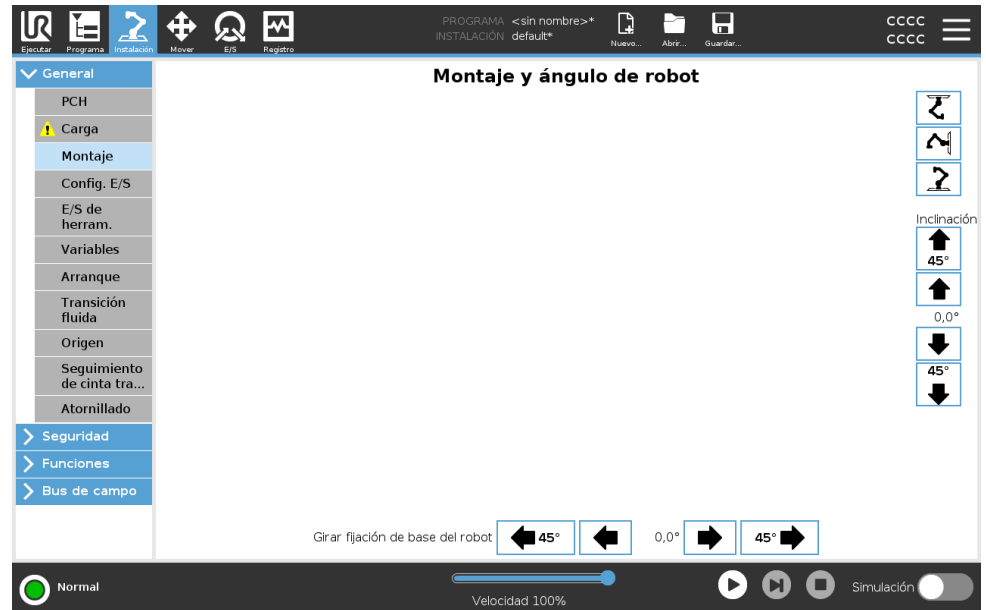 UR
Ejecutar
Programa
Instalación
Mover
E/S
Registro
PROGRAMA <sin nombre>*
INSTALACIÓN default*
Nuevo...
Abrir...
Guardar...
CCCC
CCCC
General
PCH
Carga
Montaje
Config. E/S
E/S de
herram.
Variables
Arranque
Transición
fluida
Origen
Seguimiento
de cinta tra...
Atornillado
Seguridad
Funciones
Bus de campo
Montaje y ángulo de robot
Inclinación
45°
0,0°
45°
Girar fijación de base del robot
45°
0,0°
45°
Normal
Velocidad 100%
Simulación